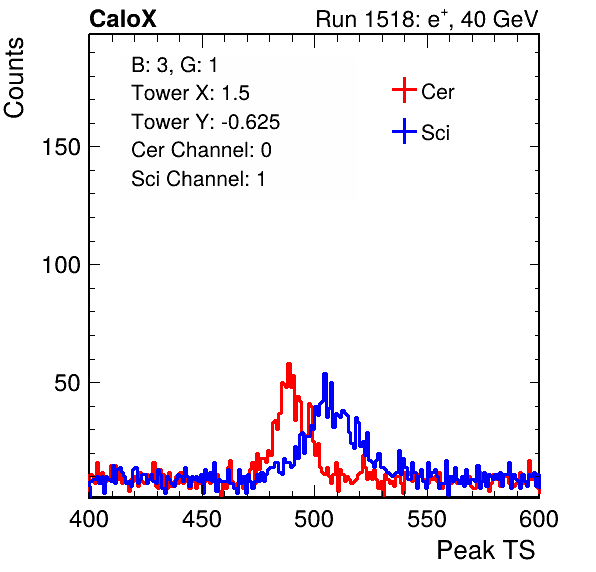 CaloX Run 1518: e⁺, 40 GeV
Counts
B: 3, G: 1
Tower X: 1.5
Tower Y: -0.625
Cer Channel: 0
Sci Channel: 1
Cer
Sci
150
100
50
400 450 500 550 600
Peak TS